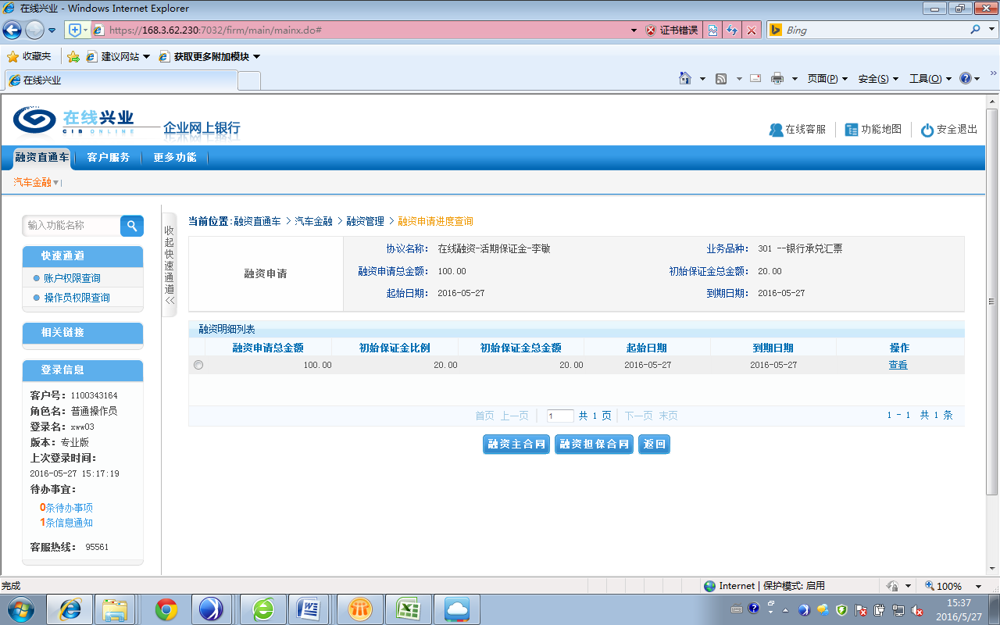 在线兴业 - Windows Internet Explorer
https://168.3.62.230:7032/firm/main/mainx.do# 证书错误 Bing
收藏夹 建议网站 获取更多附加模块
在线兴业 页面(P) 安全(S) 工具(O)
在线兴业 CIB ONLINE 企业网上银行 在线客服 功能地图 安全退出
融资直通车 客户服务 更多功能
汽车金融
输入功能名称
快速通道
账户权限查询
操作员权限查询
相关链接
登录信息
客户号: 1100343164
角色名: 普通操作员
登录名: xww03
版本: 专业版
上次登录时间:
2016-05-27 15:17:19
待办事宜:
0条待办事项
1条信息通知
客服热线: 95561
收起快速通道 <<
当前位置:融资直通车 > 汽车金融 > 融资管理 > 融资申请进度查询
融资申请
协议名称: 在线融资-活期保证金-李敏 业务品种: 301 --银行承兑汇票
融资申请总金额: 100.00 初始保证金总金额: 20.00
起始日期: 2016-05-27 到期日期: 2016-05-27
融资明细列表
融资申请总金额 初始保证金比例 初始保证金总金额 起始日期 到期日期 操作
100.00 20.00 20.00 2016-05-27 2016-05-27 查看
首页 上一页 1 共 1 页 下一页 末页 1 - 1 共 1 条
融资主合同 融资担保合同 返回
完成 Internet | 保护模式: 启用 100%
15:37
2016/5/27